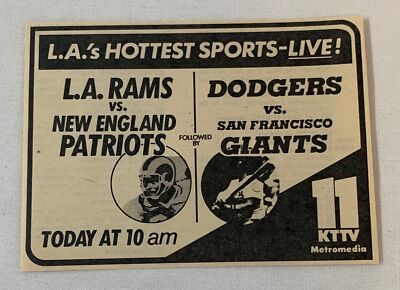 L.A.'s HOTTEST SPORTS-LIVE!
L.A. RAMS
VS.
NEW ENGLAND
PATRIOTS
FOLLOWED
BY
DODGERS
VS.
SAN FRANCISCO
GIANTS
TODAY AT 10 am
11
KTTV
Metromedia